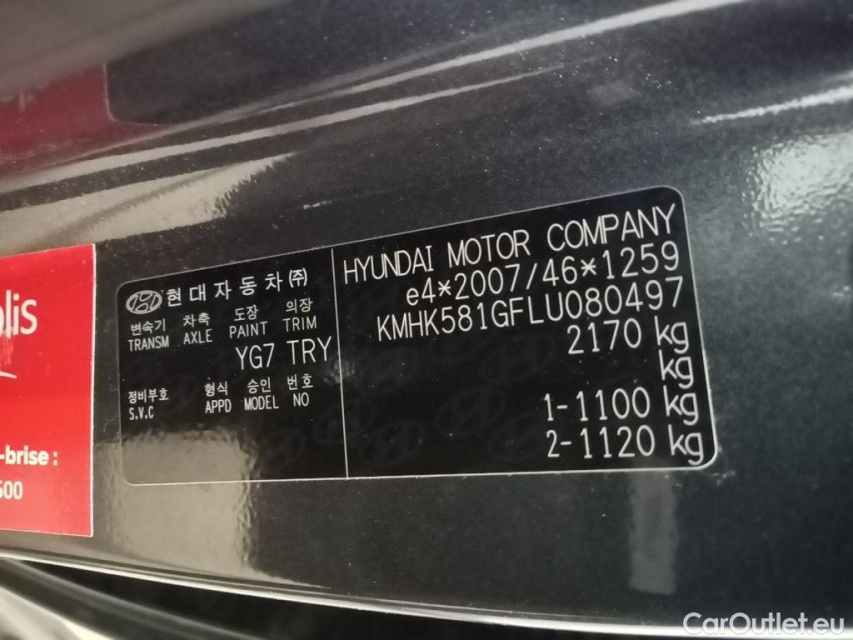 lis
-brise :
500
현대자동차㈜
변속기 차축 도장 의장
TRANSM AXLE PAINT TRIM
YG7 TRY
정비부호 형식 승인 번호
S.V.C APPD MODEL NO
HYUNDAI MOTOR COMPANY
e4*2007/46*1259
KMHK581GFLU080497
2170 kg
kg
1-1100 kg
2-1120 kg
CarOutlet.eu